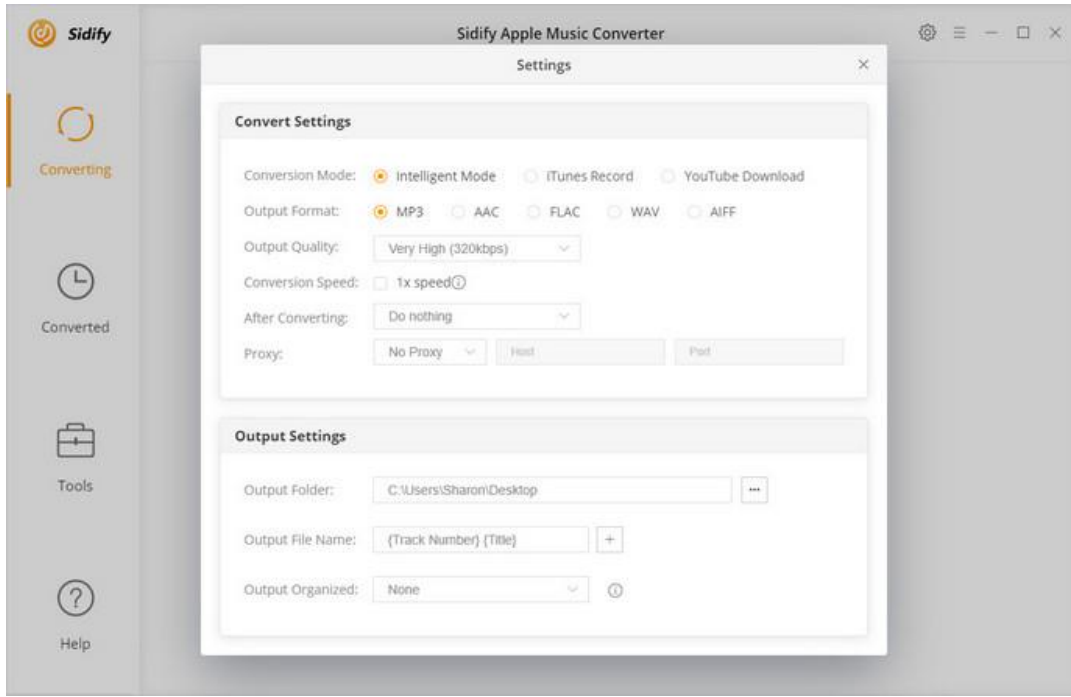 Sidify
Sidify Apple Music Converter
Settings
Convert Settings
Conversion Mode: Intelligent Mode iTunes Record YouTube Download
Output Format: MP3 AAC FLAC WAV AIFF
Output Quality: Very High (320kbps)
Conversion Speed: 1x speed
After Converting: Do nothing
Proxy: No Proxy Host Port
Output Settings
Output Folder: C:\Users\Sharon\Desktop
Output File Name: {Track Number} {Title}
Output Organized: None
Converting
Converted
Tools
Help